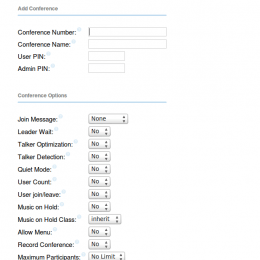 Add Conference
Conference Number:
Conference Name:
User PIN:
Admin PIN:
Conference Options
Join Message: None
Leader Wait: No
Talker Optimization: No
Talker Detection: No
Quiet Mode: No
User Count: No
User join/leave: No
Music on Hold: No
Music on Hold Class: inherit
Allow Menu: No
Record Conference: No
Maximum Participants: No Limit